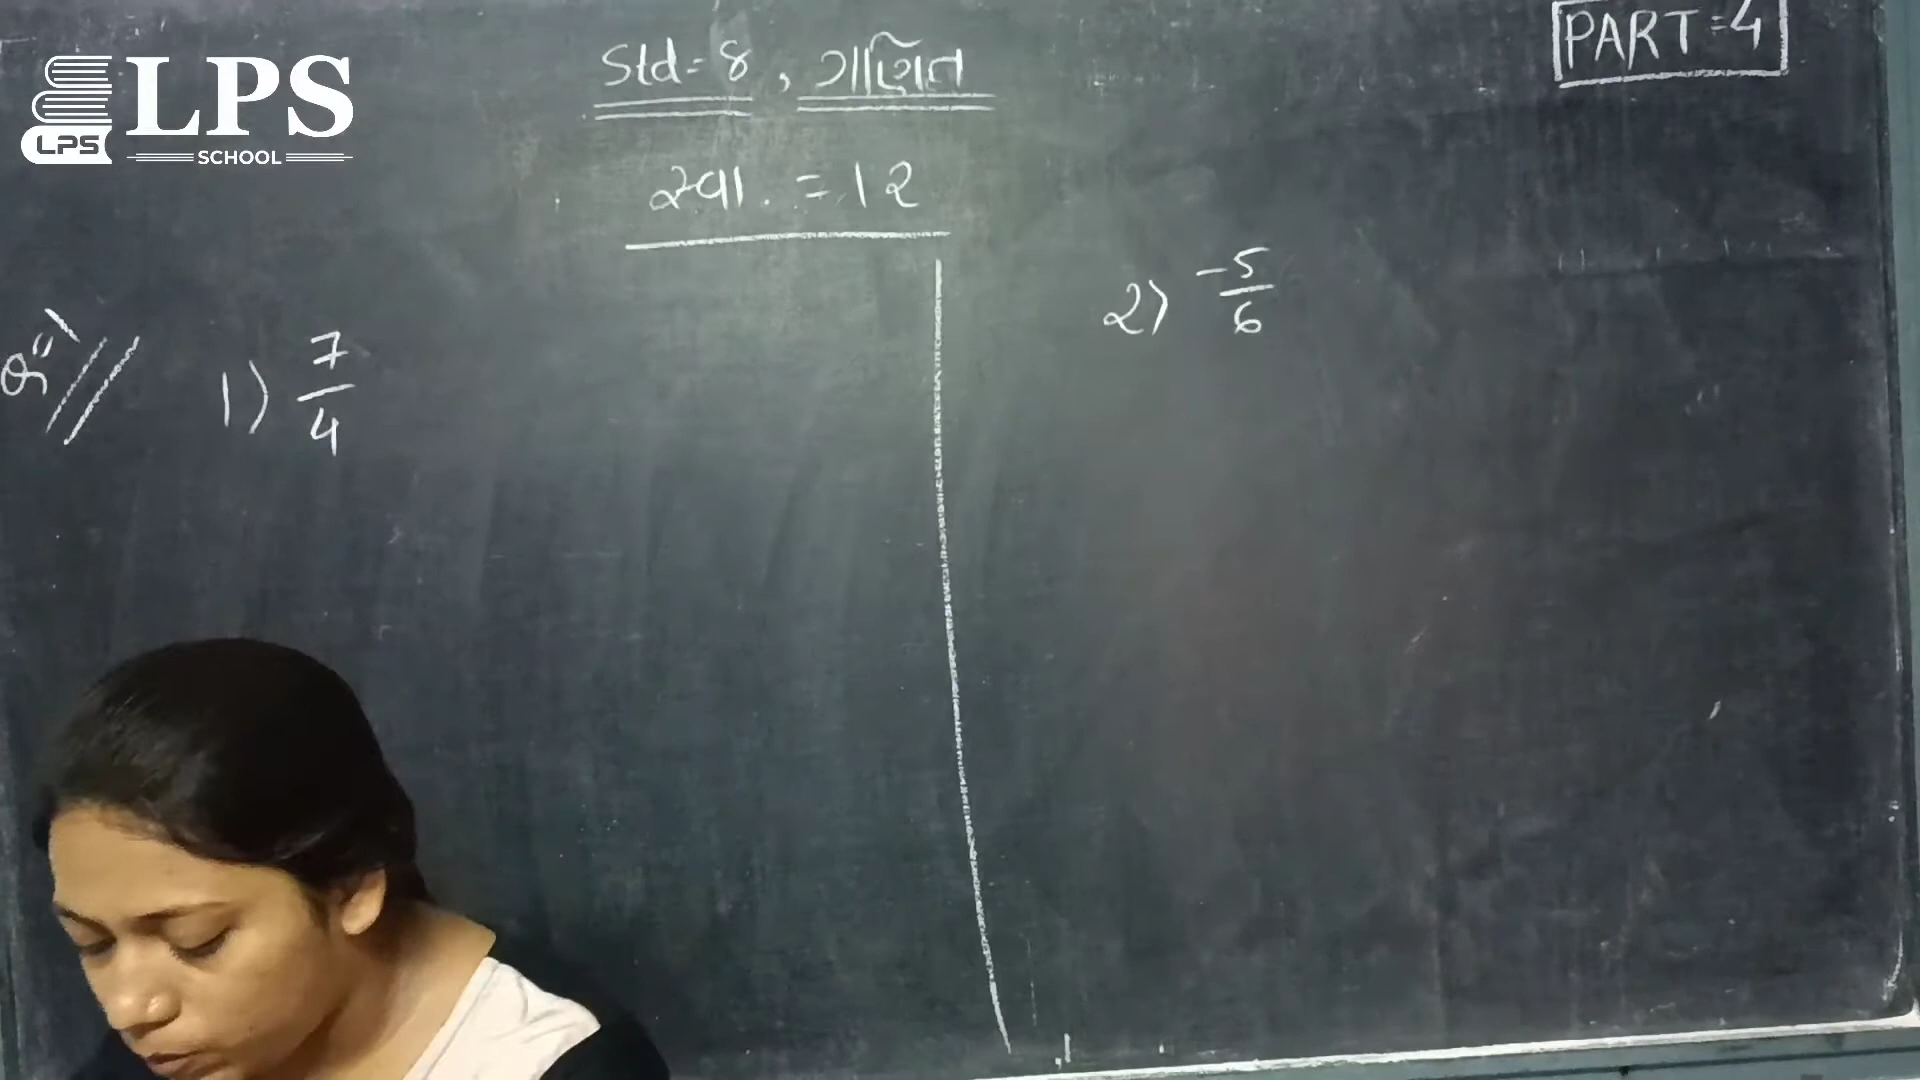 LPS
LPS
SCHOOL
Std = 8 , ગણિત
PART = 4
સ્વા. = 12
1) 7/4
2) -5/6